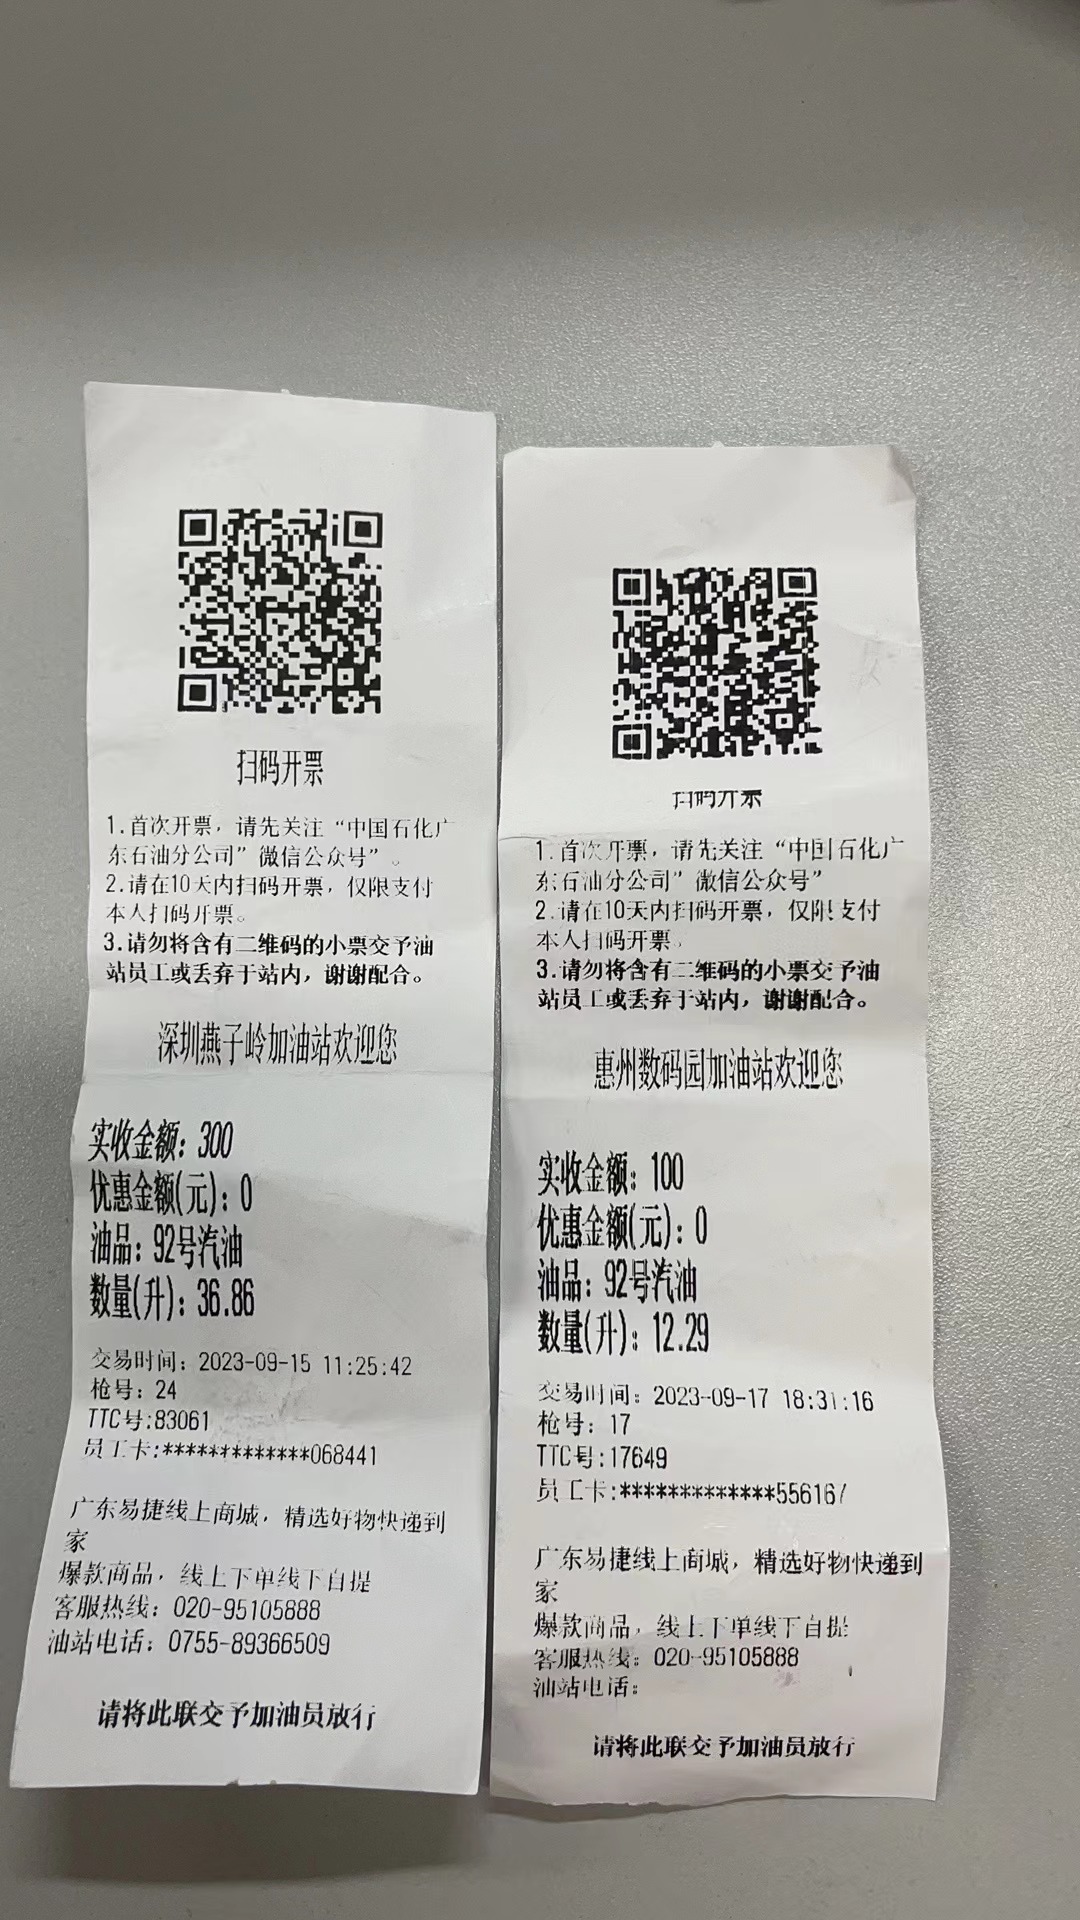 扫码开票
1.首次开票，请先关注“中国石化广
东石油分公司”微信公众号”。
2.请在10天内扫码开票，仅限支付
本人扫码开票。
3.请勿将含有二维码的小票交予油
站员工或丢弃于站内，谢谢配合。
深圳燕子岭加油站欢迎您
实收金额：300
优惠金额(元)：0
油品：92号汽油
数量(升)：36.86
交易时间：2023-09-15 11:25:42
枪号：24
TTC号:83061
员工卡:*************068441
广东易捷线上商城，精选好物快递到
家
爆款商品，线上下单线下自提
客服热线：020-95105888
油站电话：0755-89366509
请将此联交予加油员放行
扫码开票
1.首次开票，请先关注“中国石化广
东石油分公司”微信公众号”
2.请在10天内扫码开票，仅限支付
本人扫码开票。
3.请勿将含有二维码的小票交予油
站员工或丢弃于站内，谢谢配合。
惠州数码园加油站欢迎您
实收金额：100
优惠金额(元)：0
油品：92号汽油
数量(升)：12.29
交易时间：2023-09-17 18:31:16
枪号：17
TTC号:17649
员工卡:*************556167
广东易捷线上商城，精选好物快递到
家
爆款商品，线上下单线下自提
客服热线：020-95105888
油站电话：
请将此联交予加油员放行